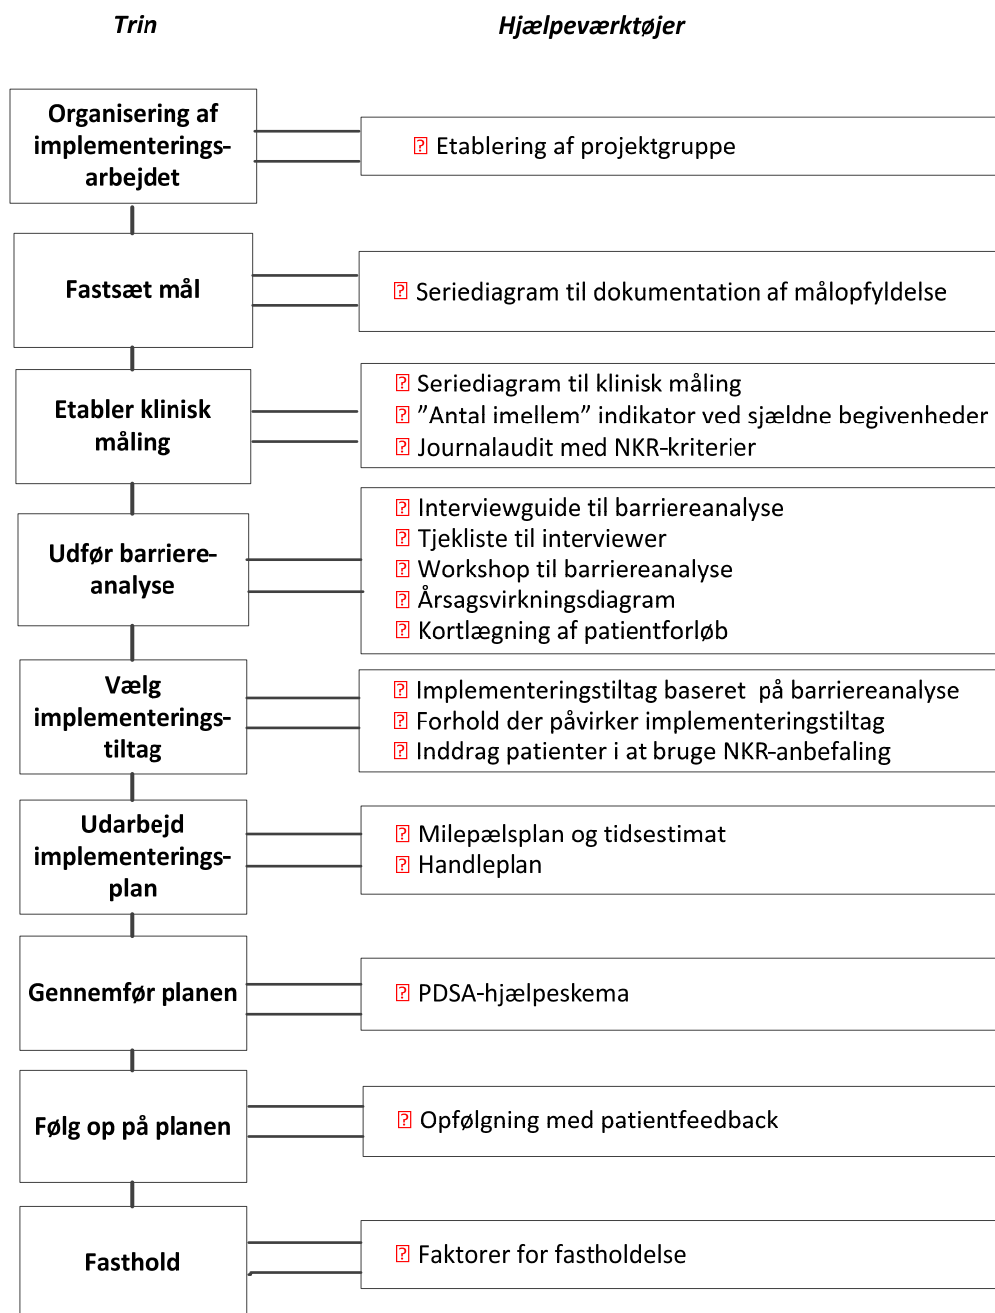 Trin
Hjælpeværktøjer
Organisering af
implementerings-
arbejdet
Etablering af projektgruppe
Fastsæt mål
Seriediagram til dokumentation af målopfyldelse
Etabler klinisk
måling
Seriediagram til klinisk måling
”Antal imellem” indikator ved sjældne begivenheder
Journalaudit med NKR-kriterier
Udfør barriere-
analyse
Interviewguide til barriereanalyse
Tjekliste til interviewer
Workshop til barriereanalyse
Årsagsvirkningsdiagram
Kortlægning af patientforløb
Vælg
implementerings-
tiltag
Implementeringstiltag baseret på barriereanalyse
Forhold der påvirker implementeringstiltag
Inddrag patienter i at bruge NKR-anbefaling
Udarbejd
implementerings-
plan
Milepælsplan og tidsestimat
Handleplan
Gennemfør planen
PDSA-hjælpeskema
Følg op på planen
Opfølgning med patientfeedback
Fasthold
Faktorer for fastholdelse